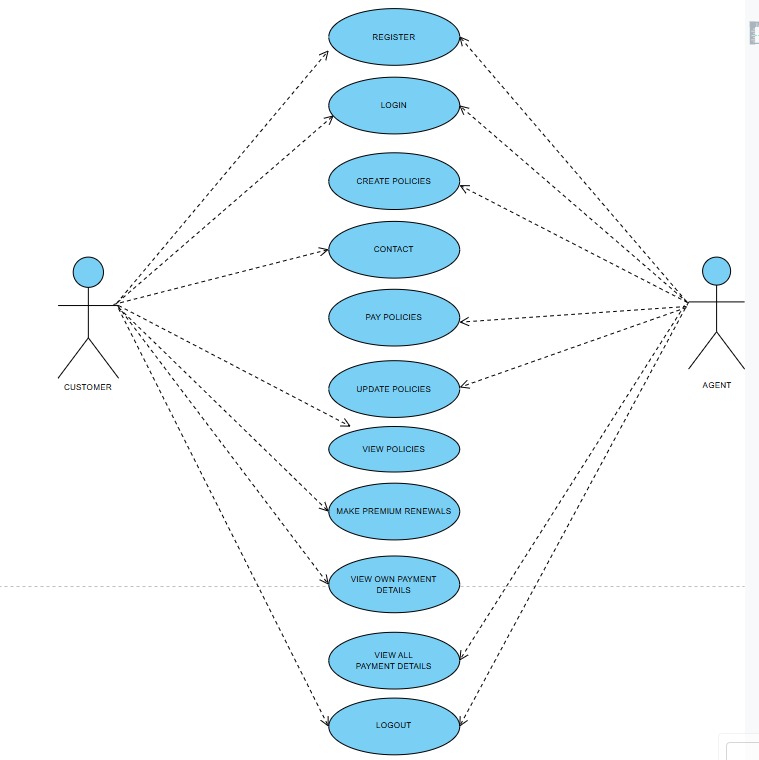 REGISTER
LOGIN
CREATE POLICIES
CONTACT
PAY POLICIES
UPDATE POLICIES
CUSTOMER
AGENT
VIEW POLICIES
MAKE PREMIUM RENEWALS
VIEW OWN PAYMENT
DETAILS
VIEW ALL
PAYMENT DETAILS
LOGOUT